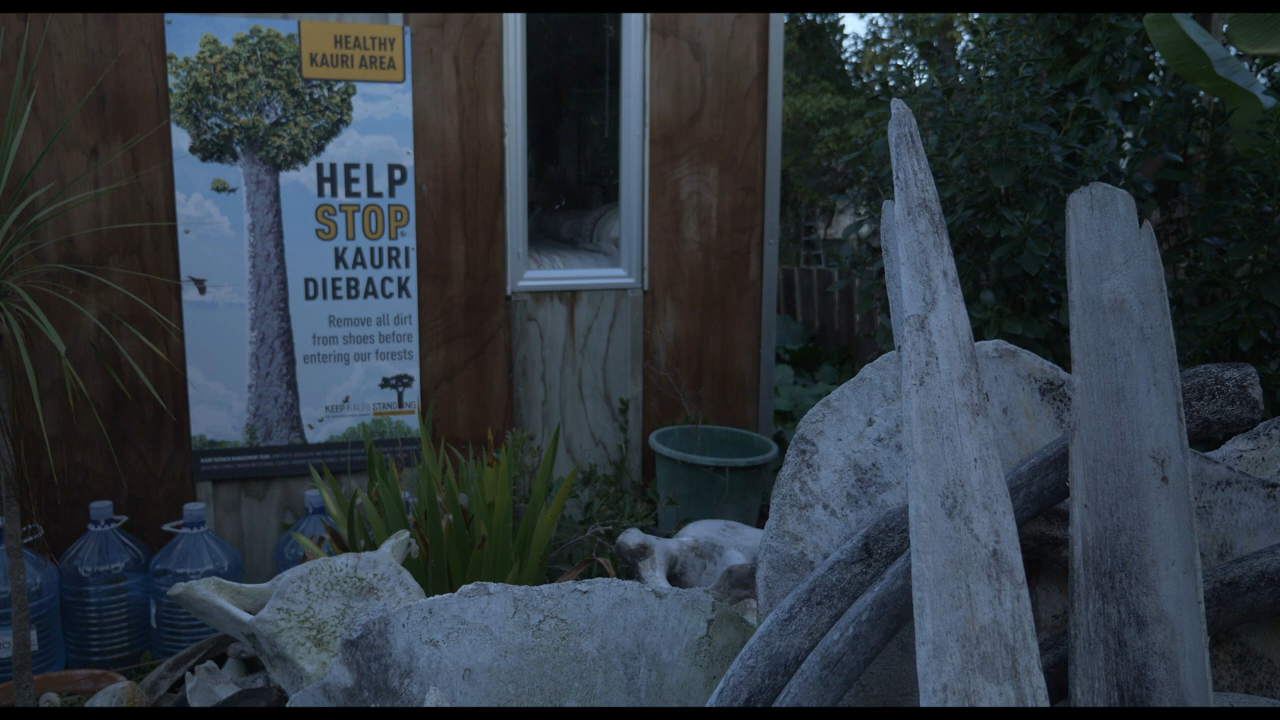 HEALTHY
KAURI AREA
HELP
STOP
KAURI
DIEBACK
Remove all dirt
from shoes before
entering our forests
KEEP KAURI STANDING